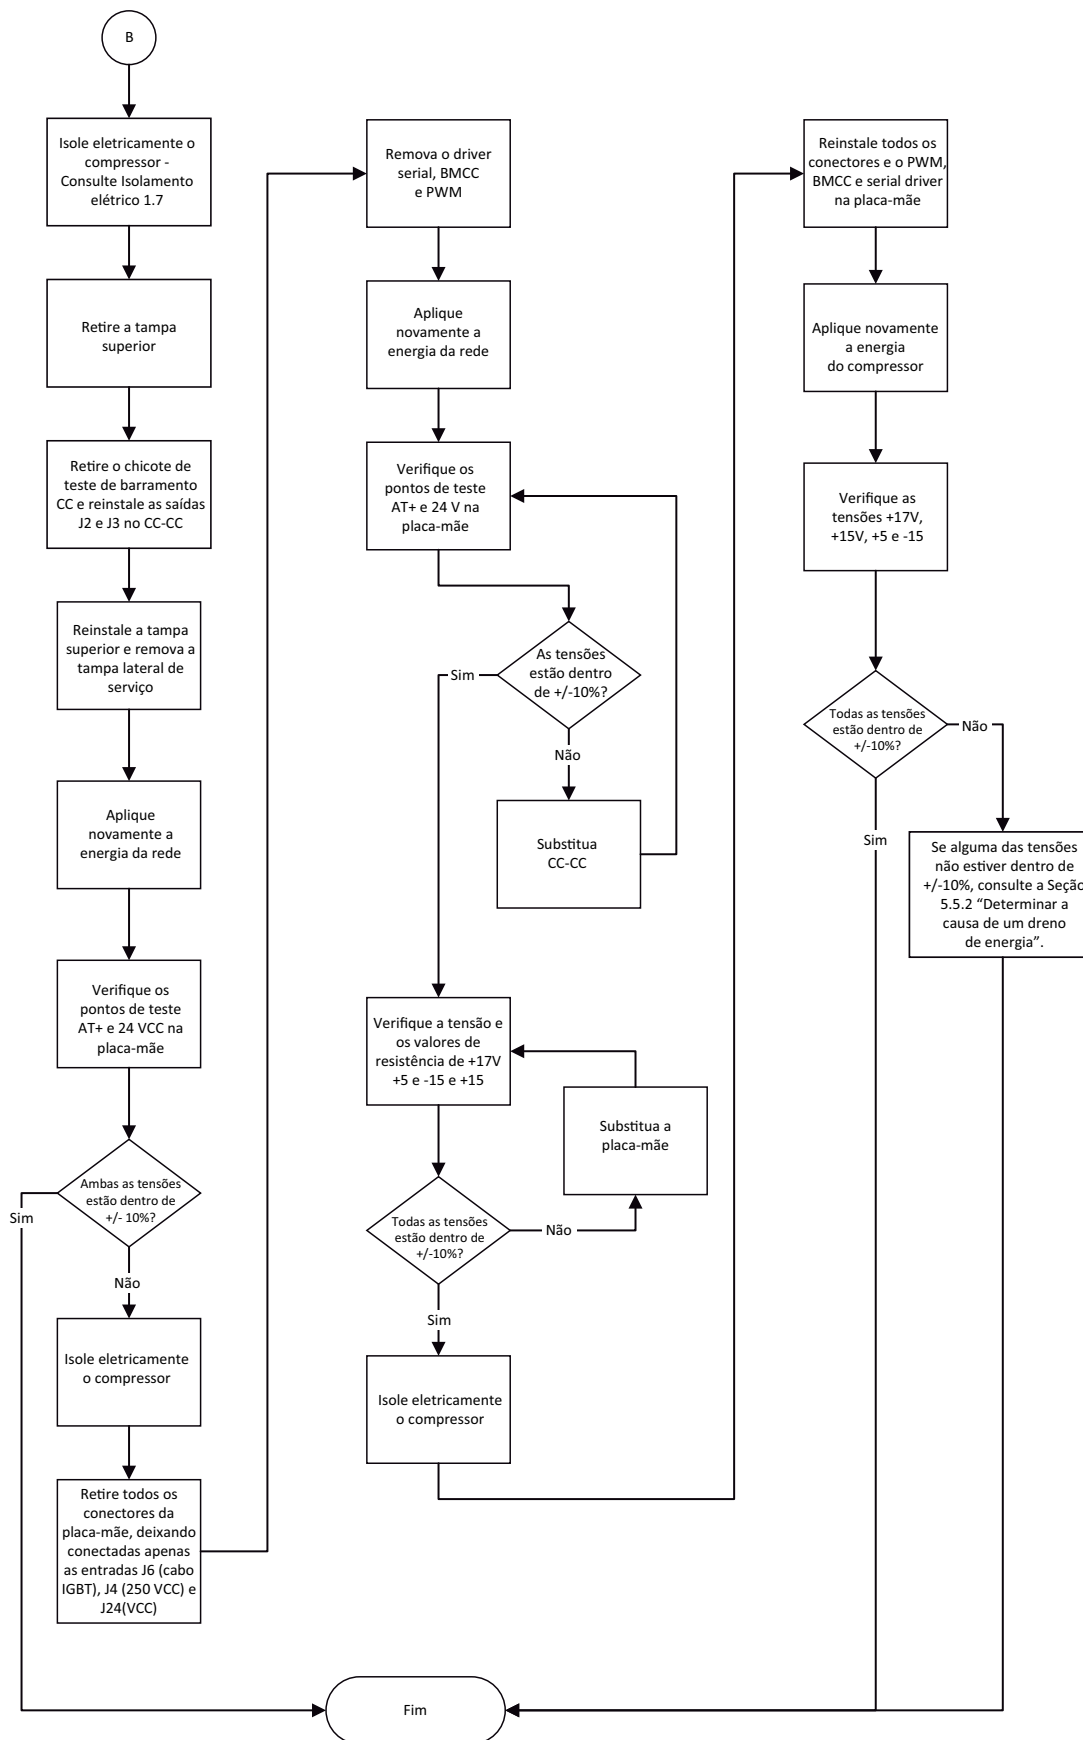 B
Isole eletricamente o
compressor -
Consulte Isolamento
elétrico 1.7
Retire a tampa
superior
Retire o chicote de
teste de barramento
CC e reinstale as saídas
J2 e J3 no CC-CC
Reinstale a tampa
superior e remova a
tampa lateral de
serviço
Aplique
novamente a
energia da rede
Verifique os
pontos de teste
AT+ e 24 VCC na
placa-mãe
Ambas as tensões
estão dentro de
+/- 10%?
Sim
Não
Isole eletricamente
o compressor
Retire todos os
conectores da
placa-mãe, deixando
conectadas apenas
as entradas J6 (cabo
IGBT), J4 (250 VCC) e
J24(VCC)
Remova o driver
serial, BMCC
e PWM
Aplique
novamente a
energia da rede
Verifique os
pontos de teste
AT+ e 24 V na
placa-mãe
As tensões
estão dentro
de +/-10%?
Sim
Não
Substitua
CC-CC
Verifique a tensão e
os valores de
resistência de +17V
+5 e -15 e +15
Substitua a
placa-mãe
Todas as tensões
estão dentro de
+/-10%?
Não
Sim
Isole eletricamente
o compressor
Reinstale todos os
conectores e o PWM,
BMCC e serial driver
na placa-mãe
Aplique novamente
a energia
do compressor
Verifique as
tensões +17V,
+15V, +5 e -15
Todas as tensões
estão dentro de
+/-10%?
Não
Sim
Se alguma das tensões
não estiver dentro de
+/-10%, consulte a Seção
5.5.2 “Determinar a
causa de um dreno
de energia”.
Fim